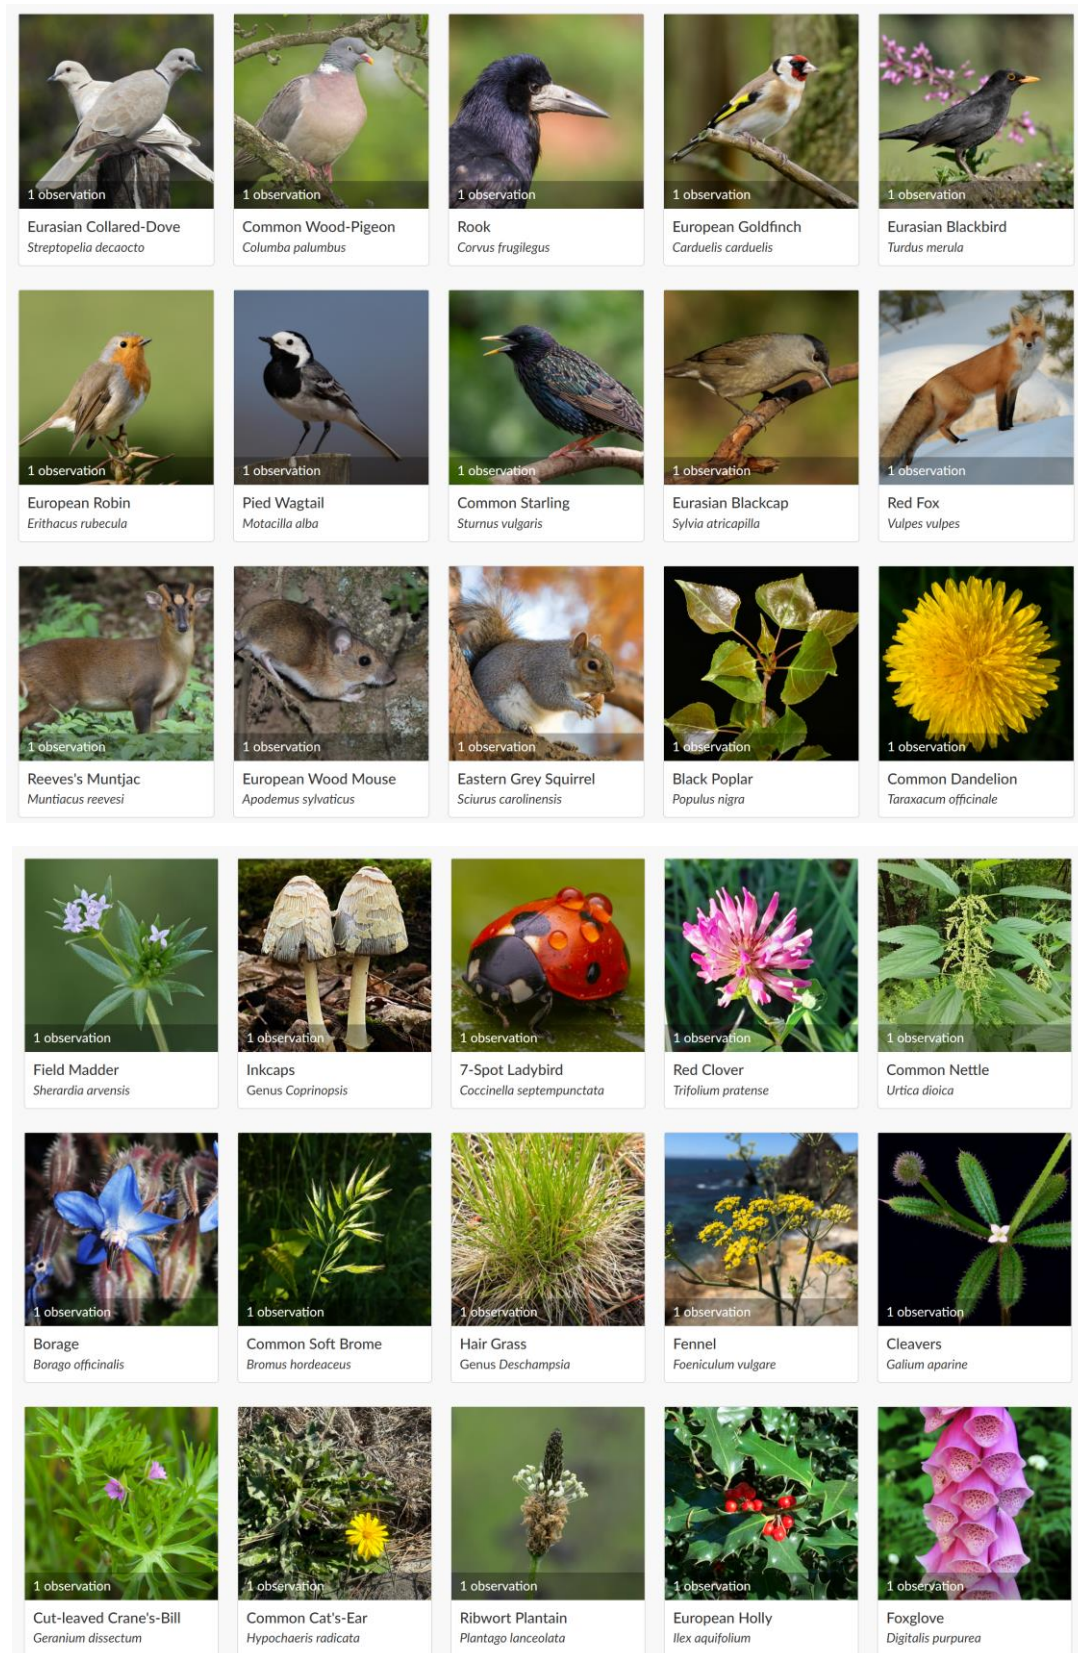 1 observation
1 observation
1 observation
1 observation
1 observation
Eurasian Collared-Dove
Streptopelia decaocto
Common Wood-Pigeon
Columba palumbus
Rook
Corvus frugilegus
European Goldfinch
Carduelis carduelis
Eurasian Blackbird
Turdus merula
1 observation
1 observation
1 observation
1 observation
1 observation
European Robin
Erithacus rubecula
Pied Wagtail
Motacilla alba
Common Starling
Sturnus vulgaris
Eurasian Blackcap
Sylvia atricapilla
Red Fox
Vulpes vulpes
1 observation
1 observation
1 observation
1 observation
1 observation
Reeves's Muntjac
Muntiacus reevesi
European Wood Mouse
Apodemus sylvaticus
Eastern Grey Squirrel
Sciurus carolinensis
Black Poplar
Populus nigra
Common Dandelion
Taraxacum officinale
1 observation
1 observation
1 observation
1 observation
1 observation
Field Madder
Sherardia arvensis
Inkcaps
Genus Coprinopsis
7-Spot Ladybird
Coccinella septempunctata
Red Clover
Trifolium pratense
Common Nettle
Urtica dioica
1 observation
1 observation
1 observation
1 observation
1 observation
Borage
Borago officinalis
Common Soft Brome
Bromus hordeaceus
Hair Grass
Genus Deschampsia
Fennel
Foeniculum vulgare
Cleavers
Galium aparine
1 observation
1 observation
1 observation
1 observation
1 observation
Cut-leaved Crane's-Bill
Geranium dissectum
Common Cat's-Ear
Hypochaeris radicata
Ribwort Plantain
Plantago lanceolata
European Holly
Ilex aquifolium
Foxglove
Digitalis purpurea